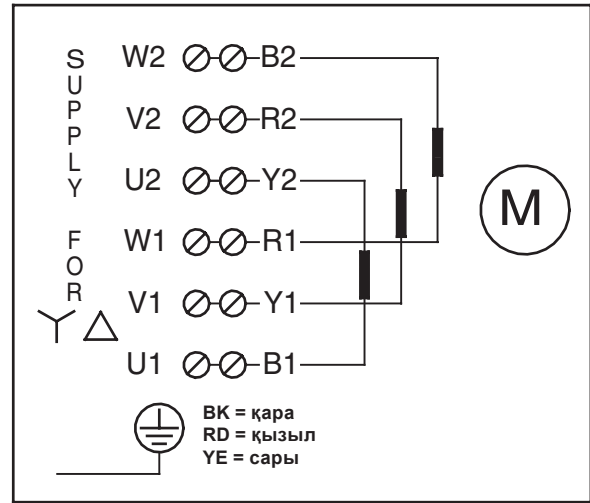 SUPPLY FOR
W2 B2
V2 R2
U2 Y2
W1 R1
V1 Y1
U1 B1
M
BK = қара
RD = қызыл
YE = сары